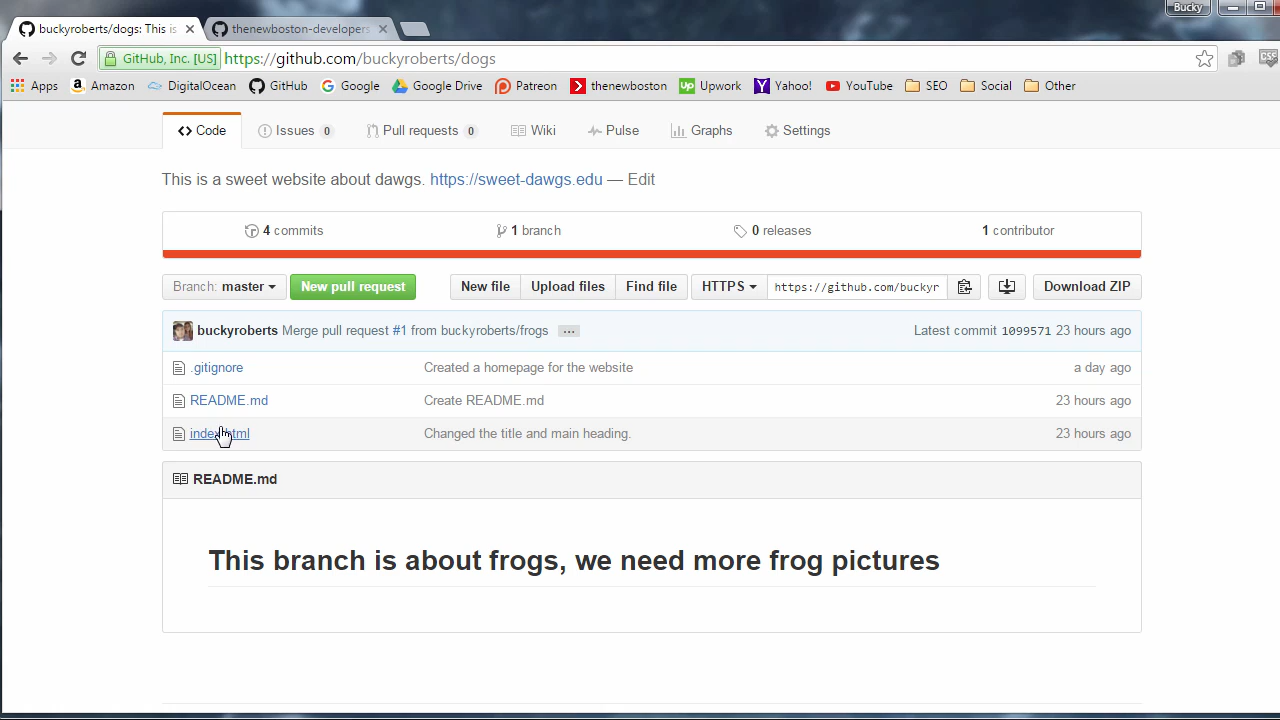 Bucky
buckyroberts/dogs: This is
thenewboston-developers
GitHub, Inc. [US] https://github.com/buckyroberts/dogs
Apps Amazon DigitalOcean GitHub Google Google Drive Patreon thenewboston Upwork Yahoo! YouTube SEO Social Other
Code Issues 0 Pull requests 0 Wiki Pulse Graphs Settings
This is a sweet website about dawgs. https://sweet-dawgs.edu — Edit
4 commits 1 branch 0 releases 1 contributor
Branch: master New pull request New file Upload files Find file HTTPS https://github.com/buckyr Download ZIP
buckyroberts Merge pull request #1 from buckyroberts/frogs … Latest commit 1099571 23 hours ago
.gitignore Created a homepage for the website a day ago
README.md Create README.md 23 hours ago
index.html Changed the title and main heading. 23 hours ago
README.md
This branch is about frogs, we need more frog pictures